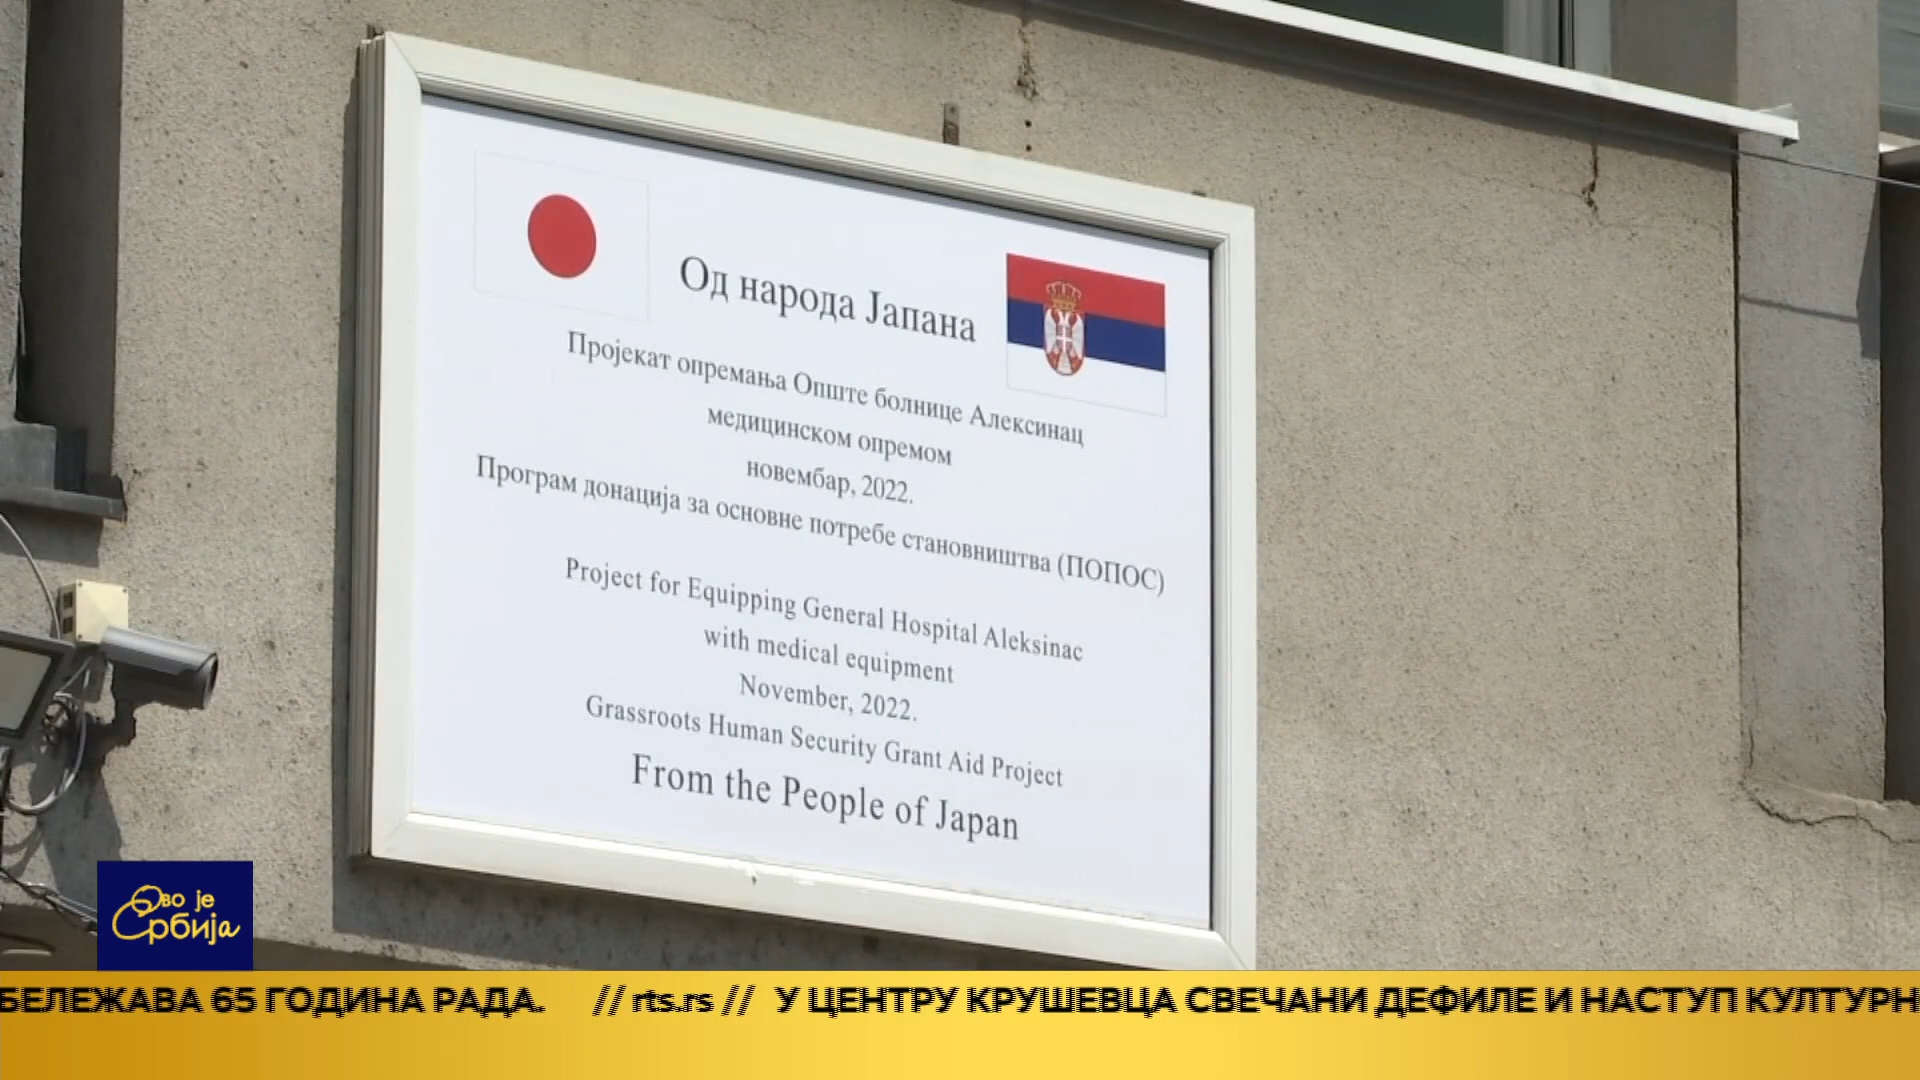 Од народа Јапана
Пројекат опремања Опште болнице Алексинац
медицинском опремом
новембар, 2022.
Програм донација за основне потребе становништва (ПОПОС)
Project for Equipping General Hospital Aleksinac
with medical equipment
November, 2022.
Grassroots Human Security Grant Aid Project
From the People of Japan
Ово је
Србија
БЕЛЕЖАВА 65 ГОДИНА РАДА. // rts.rs // У ЦЕНТРУ КРУШЕВЦА СВЕЧАНИ ДЕФИЛЕ И НАСТУП КУЛТУРН